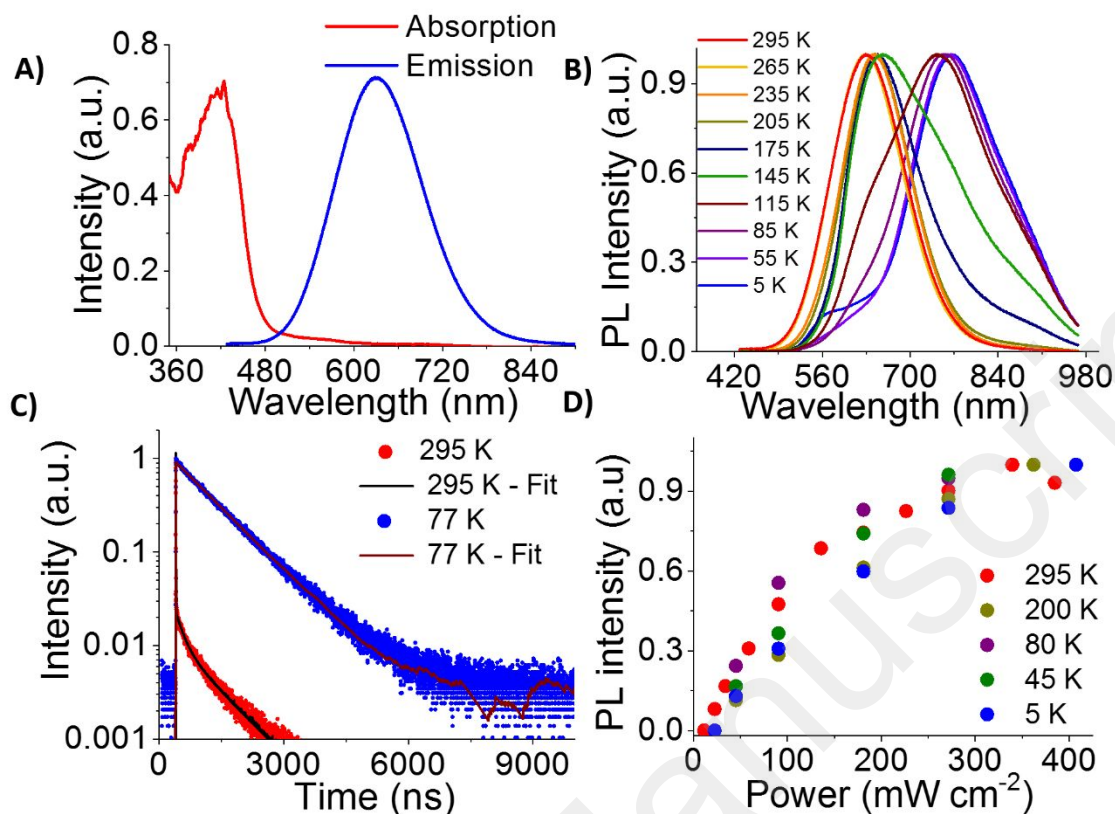 A)
Absorption
Emission
Intensity (a.u.)
0.8
0.6
0.4
0.2
0.0
360 480 600 720 840
Wavelength (nm)
B)
295 K
265 K
235 K
205 K
175 K
145 K
115 K
85 K
55 K
5 K
PL Intensity (a.u.)
0.9
0.6
0.3
0.0
420 560 700 840 980
Wavelength (nm)
C)
295 K
295 K - Fit
77 K
77 K - Fit
Intensity (a.u.)
1
0.1
0.01
0.001
0 3000 6000 9000
Time (ns)
D)
295 K
200 K
80 K
45 K
5 K
PL intensity (a.u)
0.9
0.6
0.3
0.0
0 100 200 300 400
Power (mW cm⁻²)